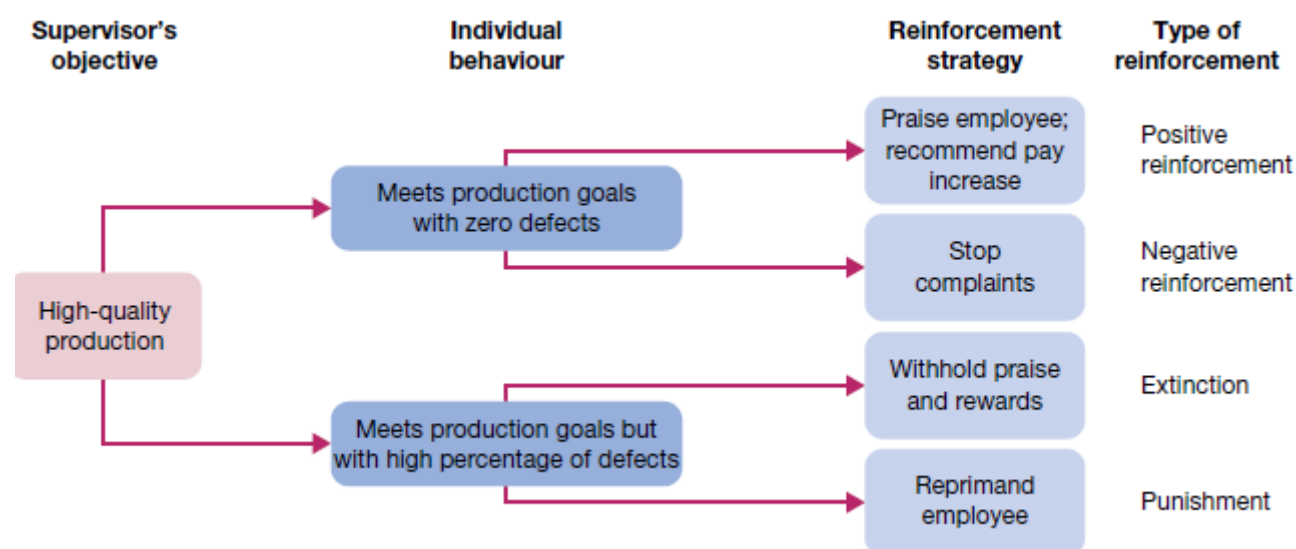 Supervisor's
objective
Individual
behaviour
Reinforcement
strategy
Type of
reinforcement
High-quality
production
Meets production goals
with zero defects
Meets production goals but
with high percentage of defects
Praise employee;
recommend pay
increase
Positive
reinforcement
Stop
complaints
Negative
reinforcement
Withhold praise
and rewards
Extinction
Reprimand
employee
Punishment